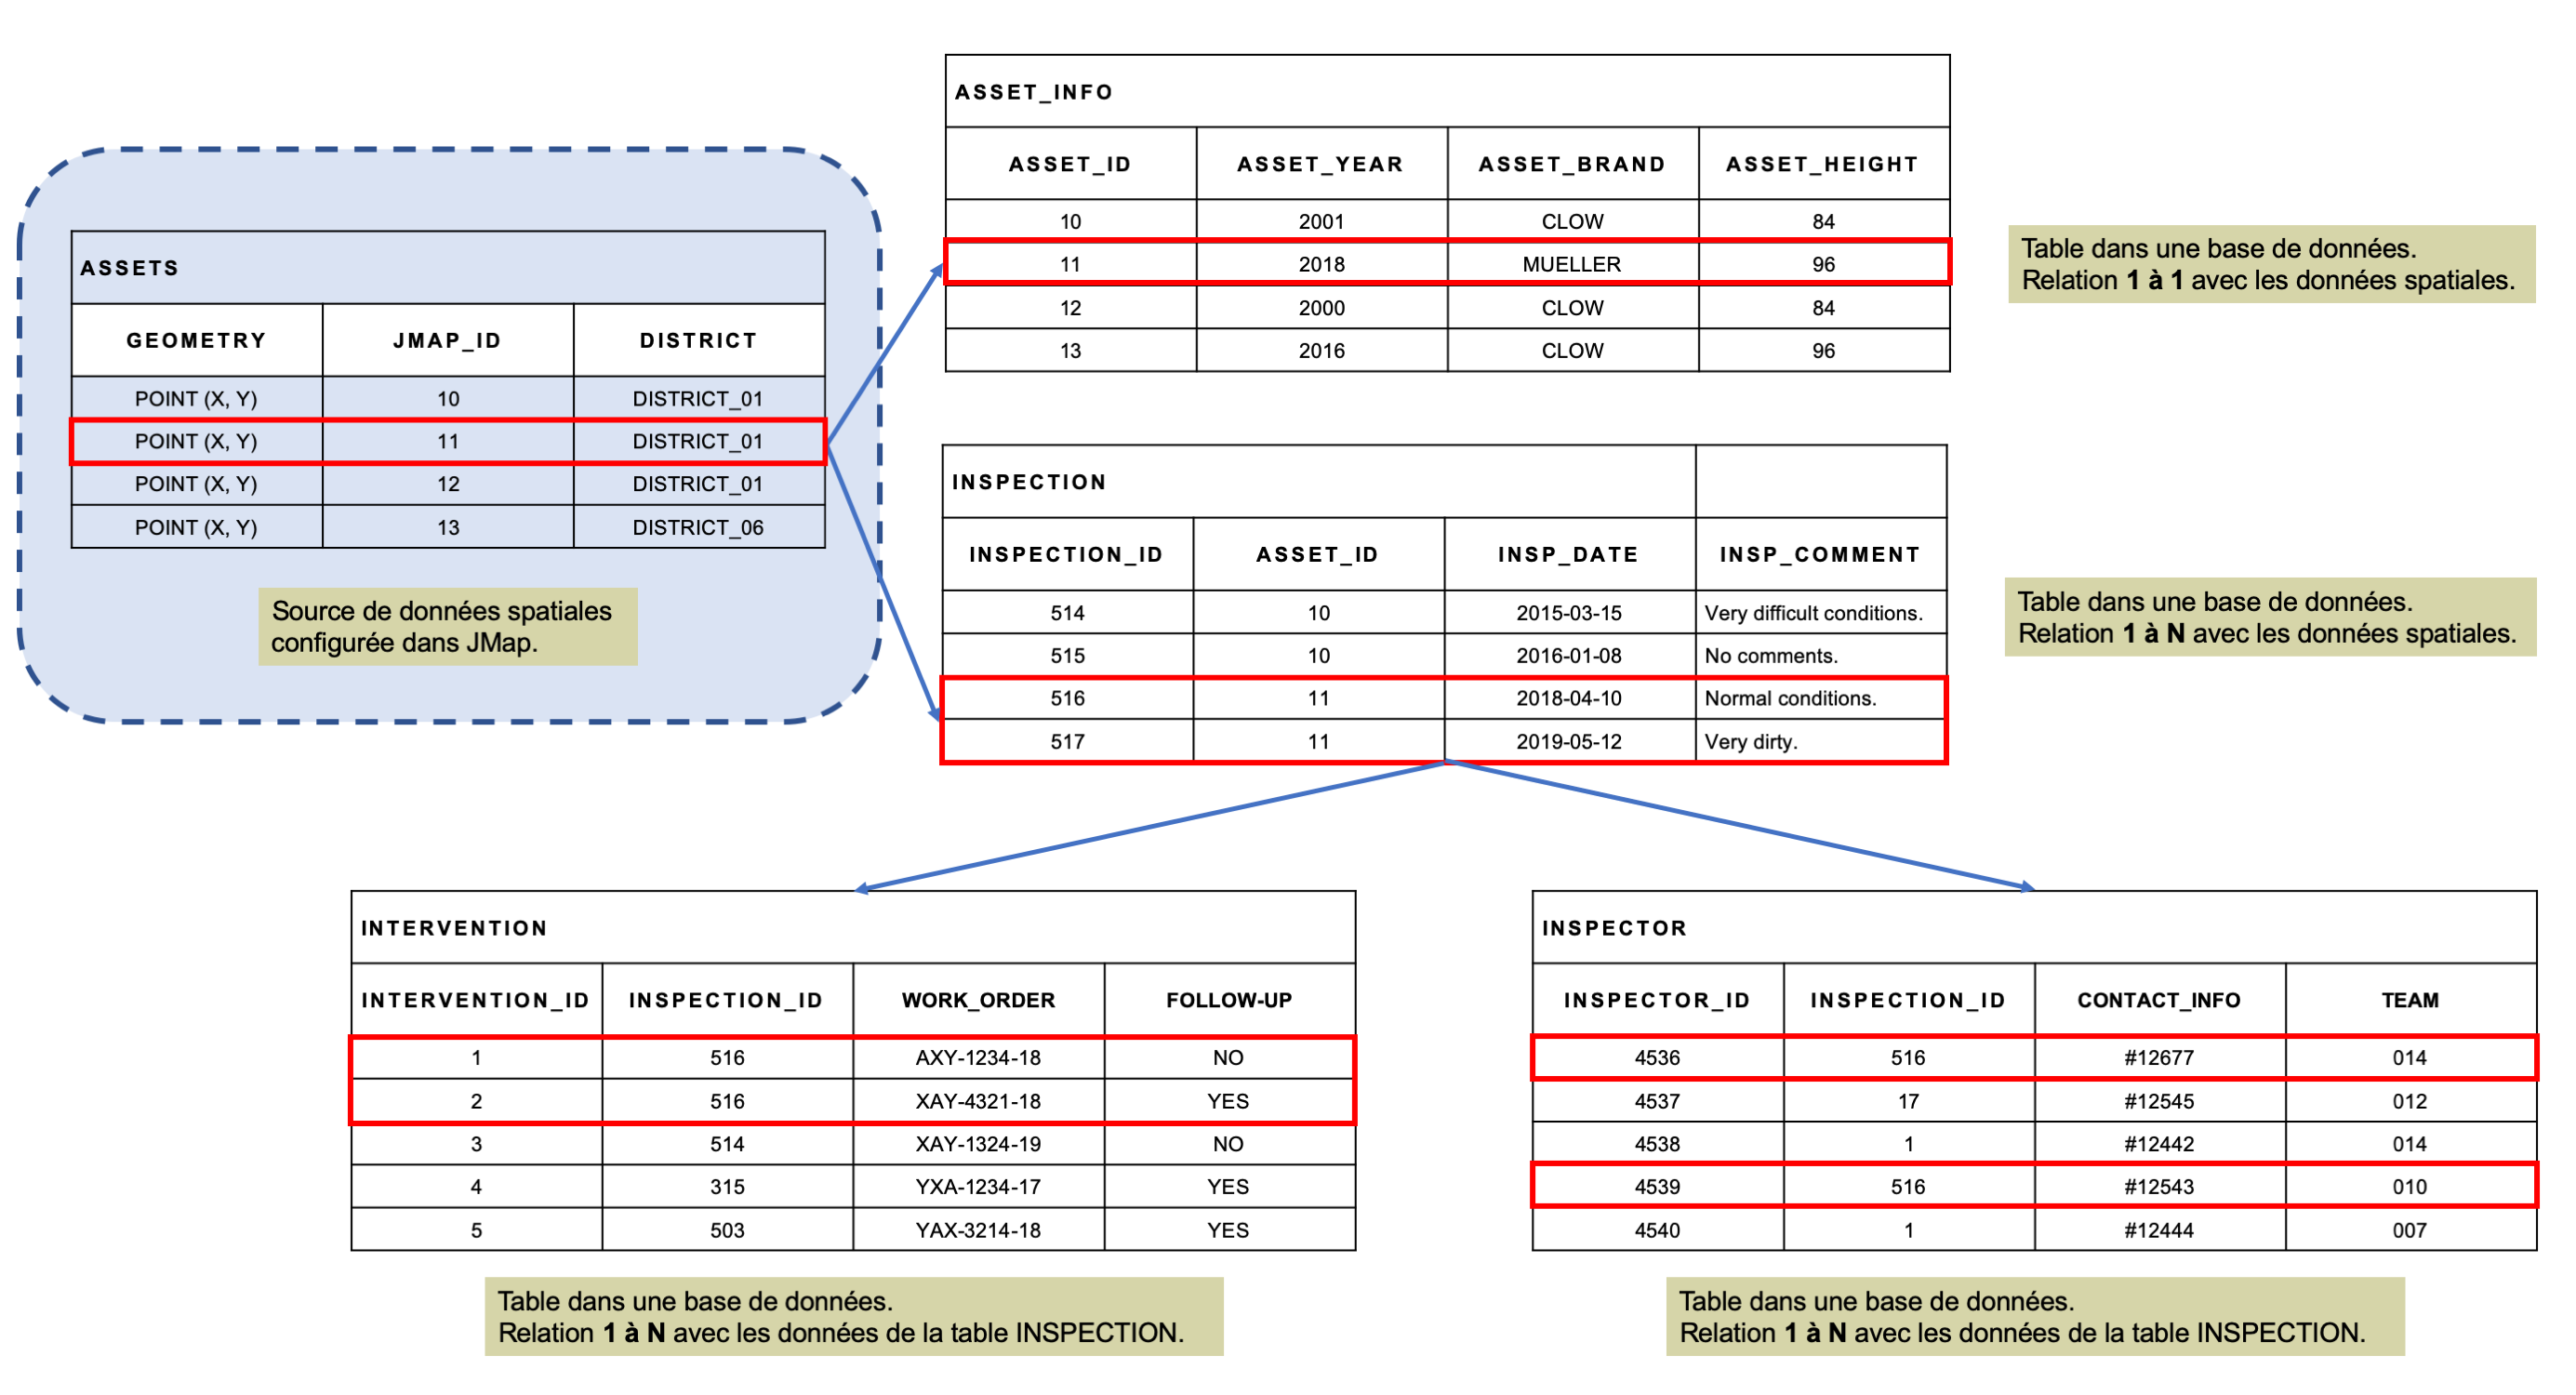 ASSET_INFO
ASSET_ID ASSET_YEAR ASSET_BRAND ASSET_HEIGHT
10 2001 CLOW 84
11 2018 MUELLER 96
12 2000 CLOW 84
13 2016 CLOW 96
Table dans une base de données.
Relation 1 à 1 avec les données spatiales.
ASSETS
GEOMETRY JMAP_ID DISTRICT
POINT (X, Y) 10 DISTRICT_01
POINT (X, Y) 11 DISTRICT_01
POINT (X, Y) 12 DISTRICT_01
POINT (X, Y) 13 DISTRICT_06
Source de données spatiales
configurée dans JMap.
INSPECTION
INSPECTION_ID ASSET_ID INSP_DATE INSP_COMMENT
514 10 2015-03-15 Very difficult conditions.
515 10 2016-01-08 No comments.
516 11 2018-04-10 Normal conditions.
517 11 2019-05-12 Very dirty.
Table dans une base de données.
Relation 1 à N avec les données spatiales.
INTERVENTION
INTERVENTION_ID INSPECTION_ID WORK_ORDER FOLLOW-UP
1 516 AXY-1234-18 NO
2 516 XAY-4321-18 YES
3 514 XAY-1324-19 NO
4 315 YXA-1234-17 YES
5 503 YAX-3214-18 YES
Table dans une base de données.
Relation 1 à N avec les données de la table INSPECTION.
INSPECTOR
INSPECTOR_ID INSPECTION_ID CONTACT_INFO TEAM
4536 516 #12677 014
4537 17 #12545 012
4538 1 #12442 014
4539 516 #12543 010
4540 1 #12444 007
Table dans une base de données.
Relation 1 à N avec les données de la table INSPECTION.